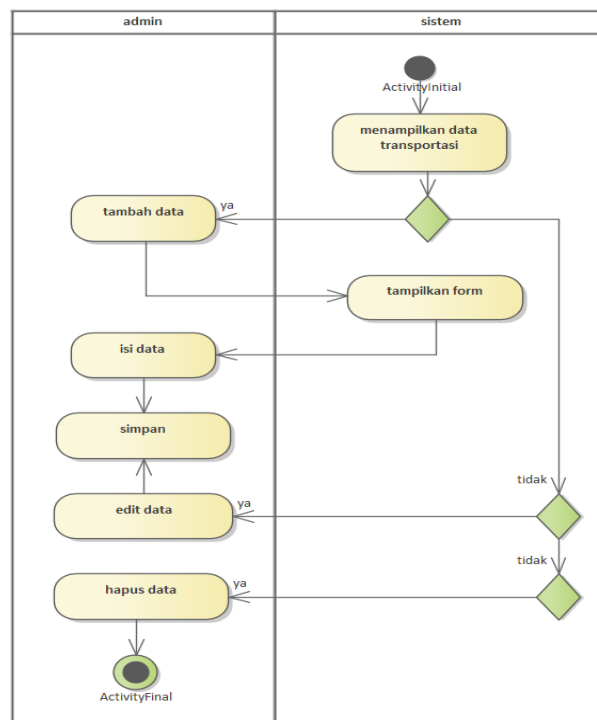 admin
sistem
ActivityInitial
menampilkan data
transportasi
tambah data
ya
tampilkan form
isi data
simpan
tidak
edit data
ya
tidak
hapus data
ya
ActivityFinal